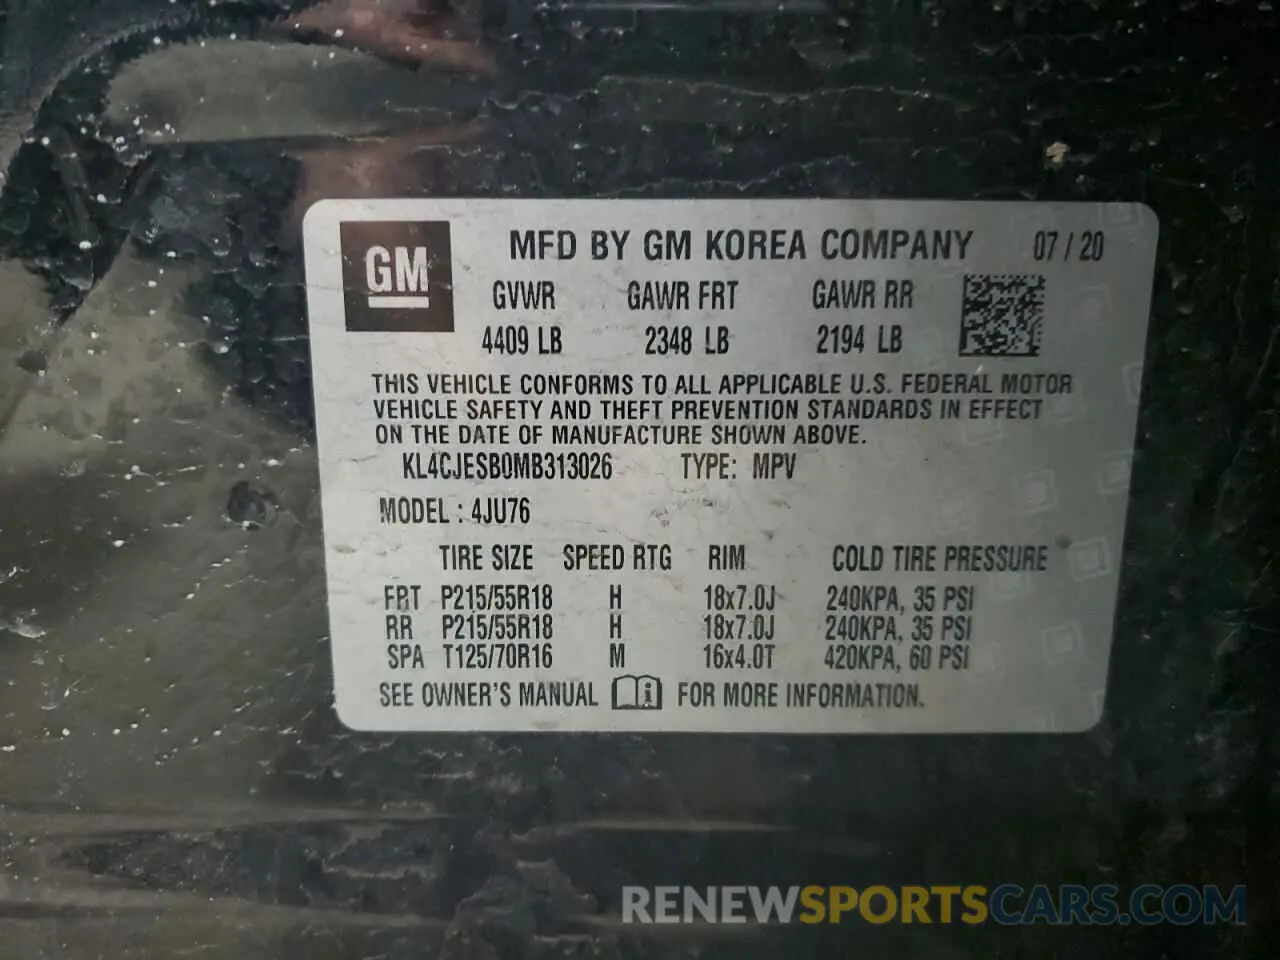 GM
MFD BY GM KOREA COMPANY 07 / 20
GVWR GAWR FRT GAWR RR
4409 LB 2348 LB 2194 LB
THIS VEHICLE CONFORMS TO ALL APPLICABLE U.S. FEDERAL MOTOR
VEHICLE SAFETY AND THEFT PREVENTION STANDARDS IN EFFECT
ON THE DATE OF MANUFACTURE SHOWN ABOVE.
KL4CJESB0MB313026 TYPE: MPV
MODEL : 4JU76
TIRE SIZE SPEED RTG RIM COLD TIRE PRESSURE
FRT P215/55R18 H 18x7.0J 240KPA, 35 PSI
RR P215/55R18 H 18x7.0J 240KPA, 35 PSI
SPA T125/70R16 M 16x4.0T 420KPA, 60 PSI
SEE OWNER'S MANUAL FOR MORE INFORMATION.
RENEWSPORTSCARS.COM